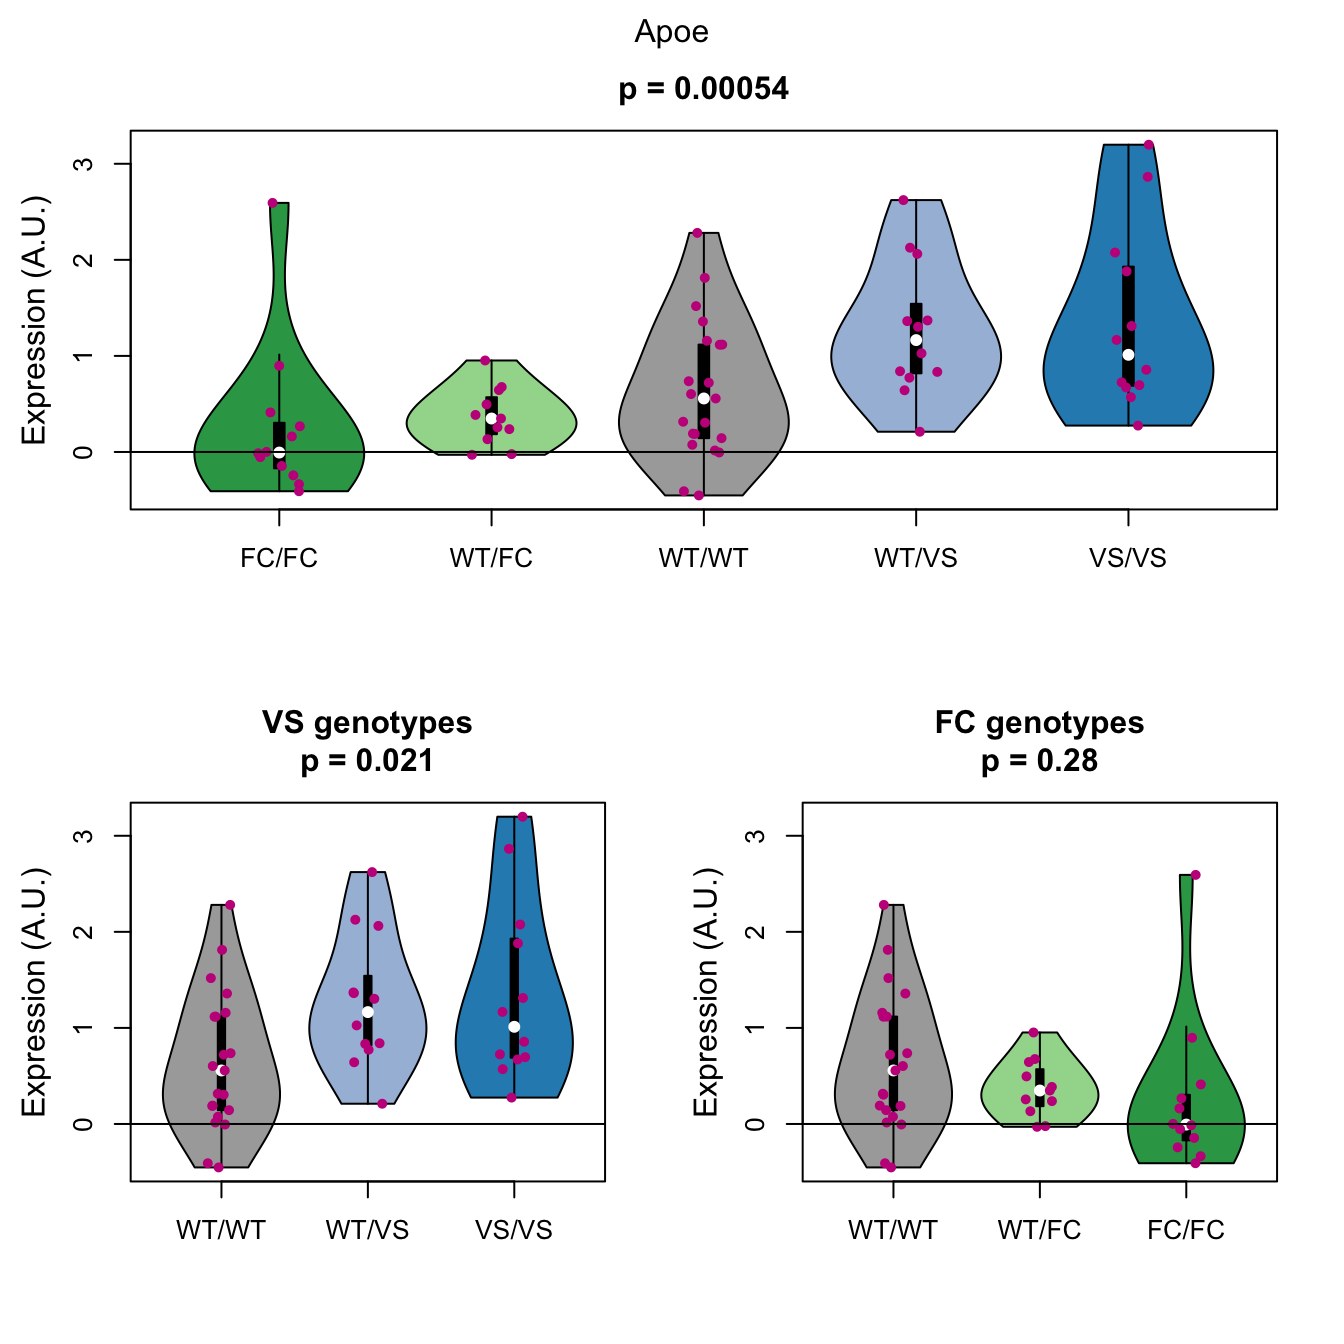 Apoe
p = 0.00054
Expression (A.U.)
3
2
1
0
FC/FC WT/FC WT/WT WT/VS VS/VS
VS genotypes
p = 0.021
Expression (A.U.)
3
2
1
0
WT/WT WT/VS VS/VS
FC genotypes
p = 0.28
Expression (A.U.)
3
2
1
0
WT/WT WT/FC FC/FC